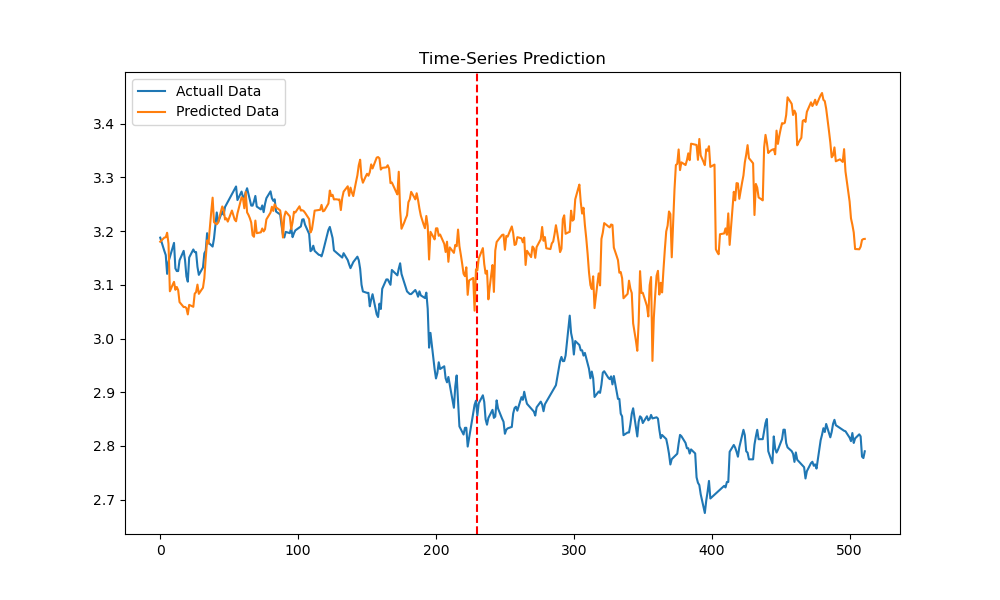 Time-Series Prediction
Actuall Data
Predicted Data
3.4
3.3
3.2
3.1
3.0
2.9
2.8
2.7
0 100 200 300 400 500